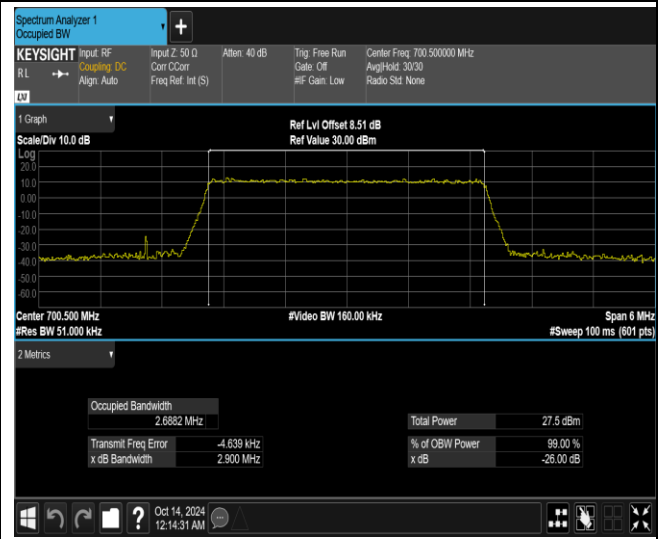 Spectrum Analyzer 1
Occupied BW
+
KEYSIGHT Input: RF Input Z: 50 Ω Atten: 40 dB Trig: Free Run Center Freq: 700.500000 MHz
RL Coupling: DC Corr CCorr Gate: Off Avg|Hold: 30/30
Align: Auto Freq Ref: Int (S) #IF Gain: Low Radio Std: None
LXI
1 Graph
Ref Lvl Offset 8.51 dB
Scale/Div 10.0 dB Ref Value 30.00 dBm
Log
20.0
10.0
0.00
-10.0
-20.0
-30.0
-40.0
-50.0
-60.0
Center 700.500 MHz #Video BW 160.00 kHz Span 6 MHz
#Res BW 51.000 kHz #Sweep 100 ms (601 pts)
2 Metrics
Occupied Bandwidth
2.6882 MHz Total Power 27.5 dBm
Transmit Freq Error -4.639 kHz % of OBW Power 99.00 %
x dB Bandwidth 2.900 MHz x dB -26.00 dB
? Oct 14, 2024
12:14:31 AM